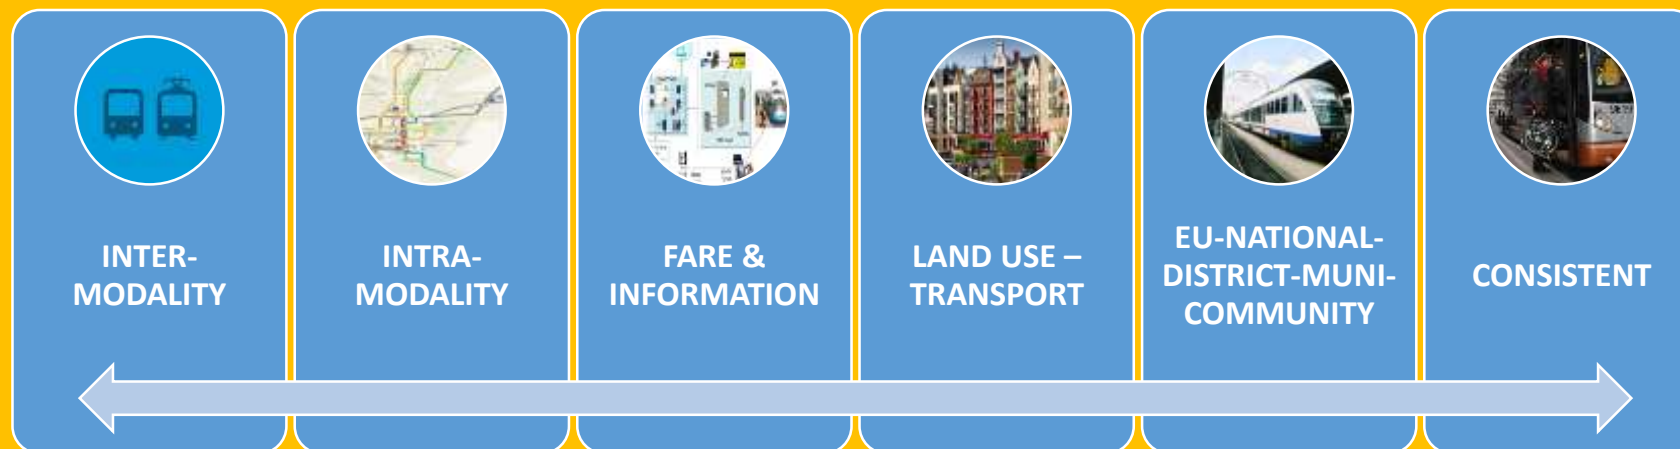 INTER-
MODALITY
INTRA-
MODALITY
FARE &
INFORMATION
LAND USE –
TRANSPORT
EU-NATIONAL-
DISTRICT-MUNI-
COMMUNITY
CONSISTENT